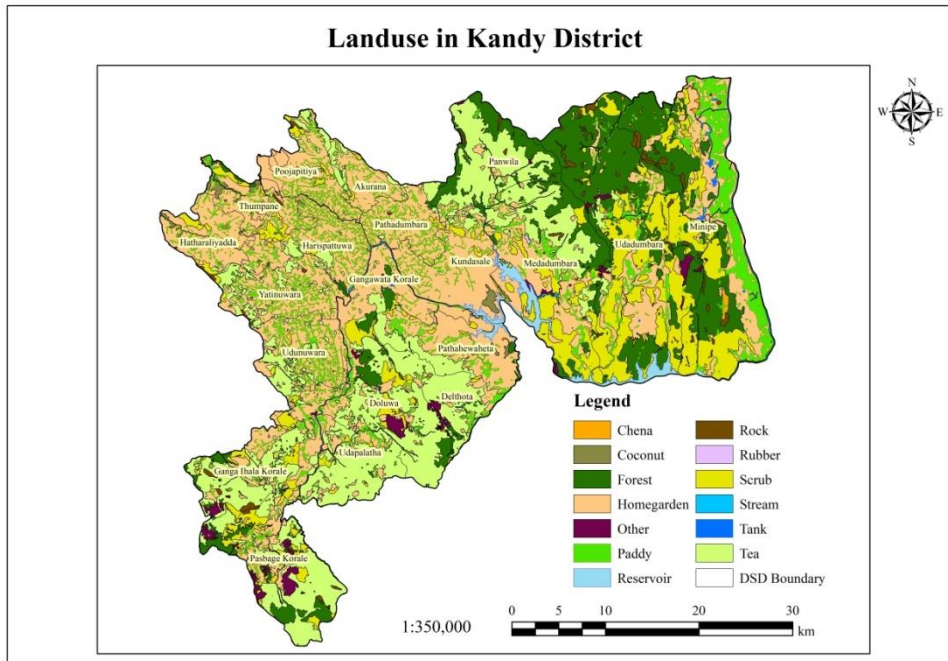 Landuse in Kandy District
N
W E
S
Panwila
Poojapitiya
Akurana
Thumpane
Pathadumbara
Minipe
Hatharaliyadda
Harispattuwa
Udadumbara
Kundasale
Medadumbara
Gangawata Korale
Yatinuwara
Udunuwara
Pathahewaheta
Delthota
Doluwa
Udapalatha
Ganga Ihala Korale
Pasbage Korale
Legend
Chena
Coconut
Forest
Homegarden
Other
Paddy
Reservoir
Rock
Rubber
Scrub
Stream
Tank
Tea
DSD Boundary
1:350,000
0 5 10 20 30
km